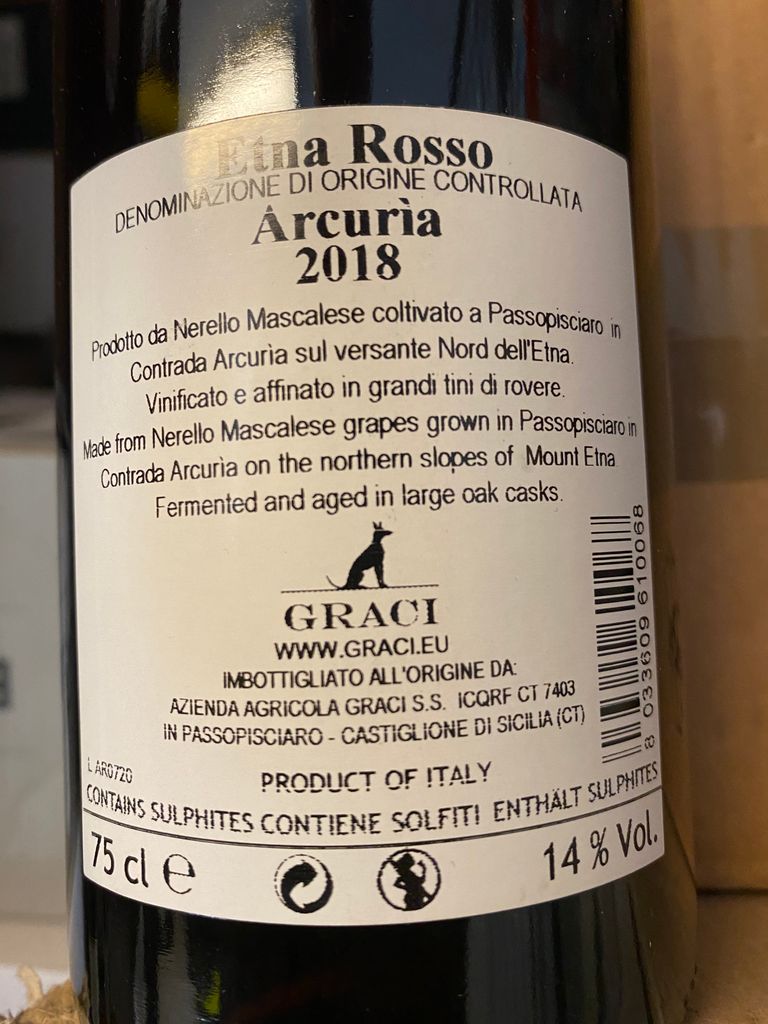 Etna Rosso
DENOMINAZIONE DI ORIGINE CONTROLLATA
Arcurìa
2018
Prodotto da Nerello Mascalese coltivato a Passopisciaro in
Contrada Arcurìa sul versante Nord dell'Etna.
Vinificato e affinato in grandi tini di rovere.
Made from Nerello Mascalese grapes grown in Passopisciaro in
Contrada Arcurìa on the northern slopes of Mount Etna
Fermented and aged in large oak casks.
GRACI
WWW.GRACI.EU
IMBOTTIGLIATO ALL'ORIGINE DA:
AZIENDA AGRICOLA GRACI S.S. ICQRF CT 7403
IN PASSOPISCIARO - CASTIGLIONE DI SICILIA (CT)
8 033609 610068
L AR0720
PRODUCT OF ITALY
CONTAINS SULPHITES CONTIENE SOLFITI ENTHÄLT SULPHITES
75 cl e
14 % Vol.